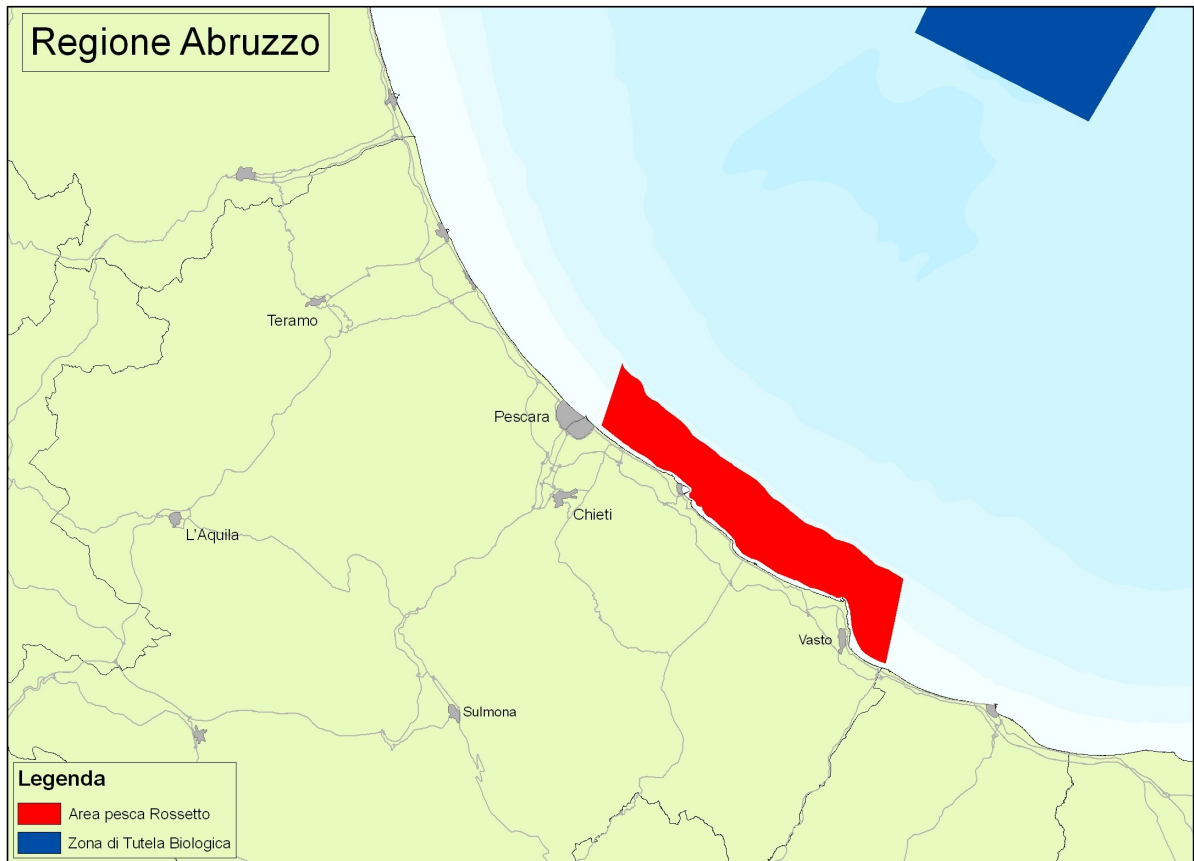 Regione Abruzzo
Teramo
Pescara
Chieti
L'Aquila
Vasto
Sulmona
Legenda
Area pesca Rossetto
Zona di Tutela Biologica